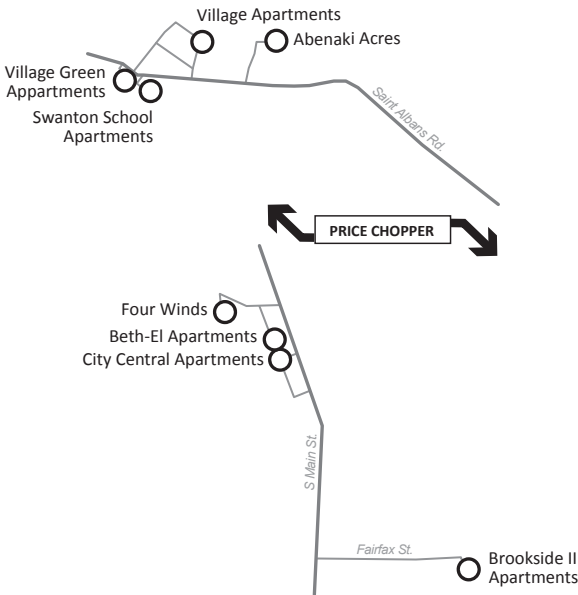 Village Apartments
Abenaki Acres
Village Green
Appartments
Swanton School
Apartments
Saint Albans Rd.
PRICE CHOPPER
Four Winds
Beth-El Apartments
City Central Apartments
S Main St.
Fairfax St.
Brookside II
Apartments